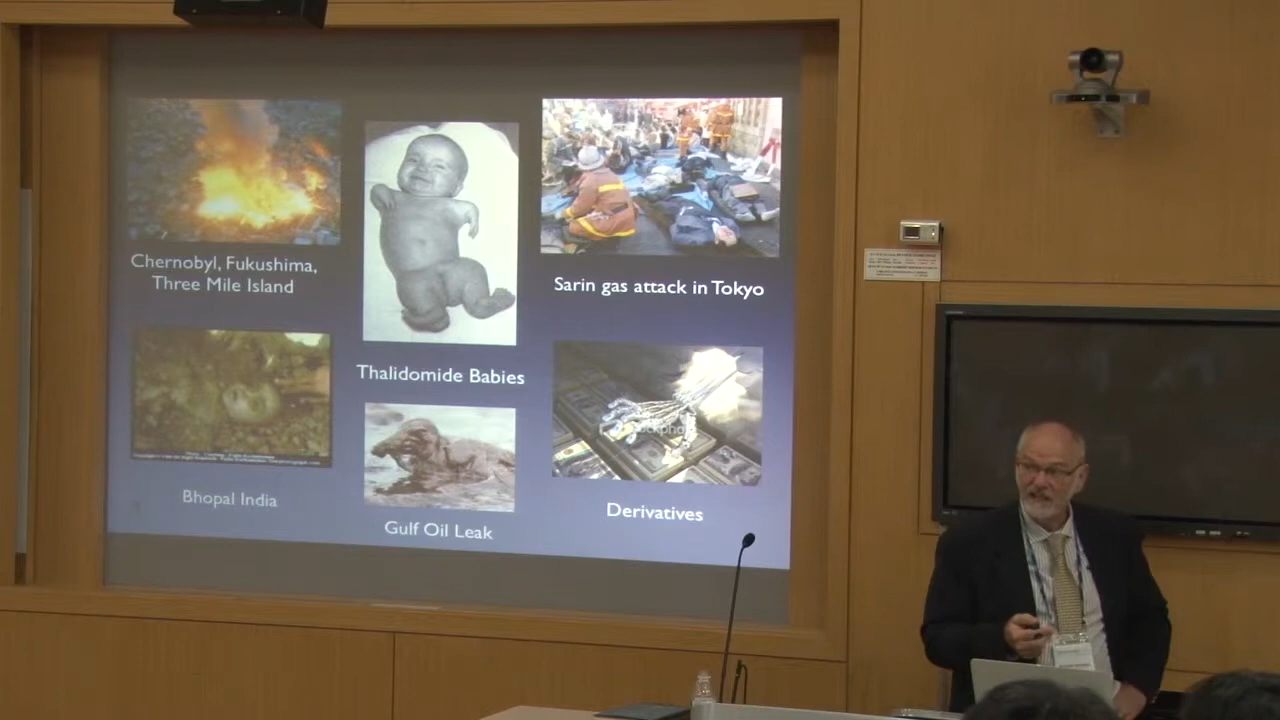 Chernobyl, Fukushima,
Three Mile Island
Thalidomide Babies
Sarin gas attack in Tokyo
Bhopal India
Gulf Oil Leak
Derivatives